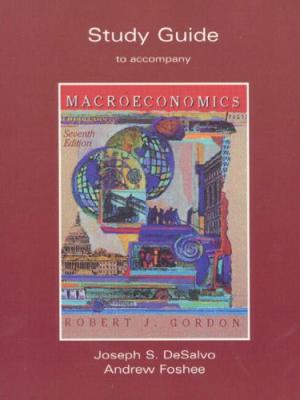 Study Guide
to accompany
MACROECONOMICS
Seventh
Edition
ROBERT J. GORDON
Joseph S. DeSalvo
Andrew Foshee